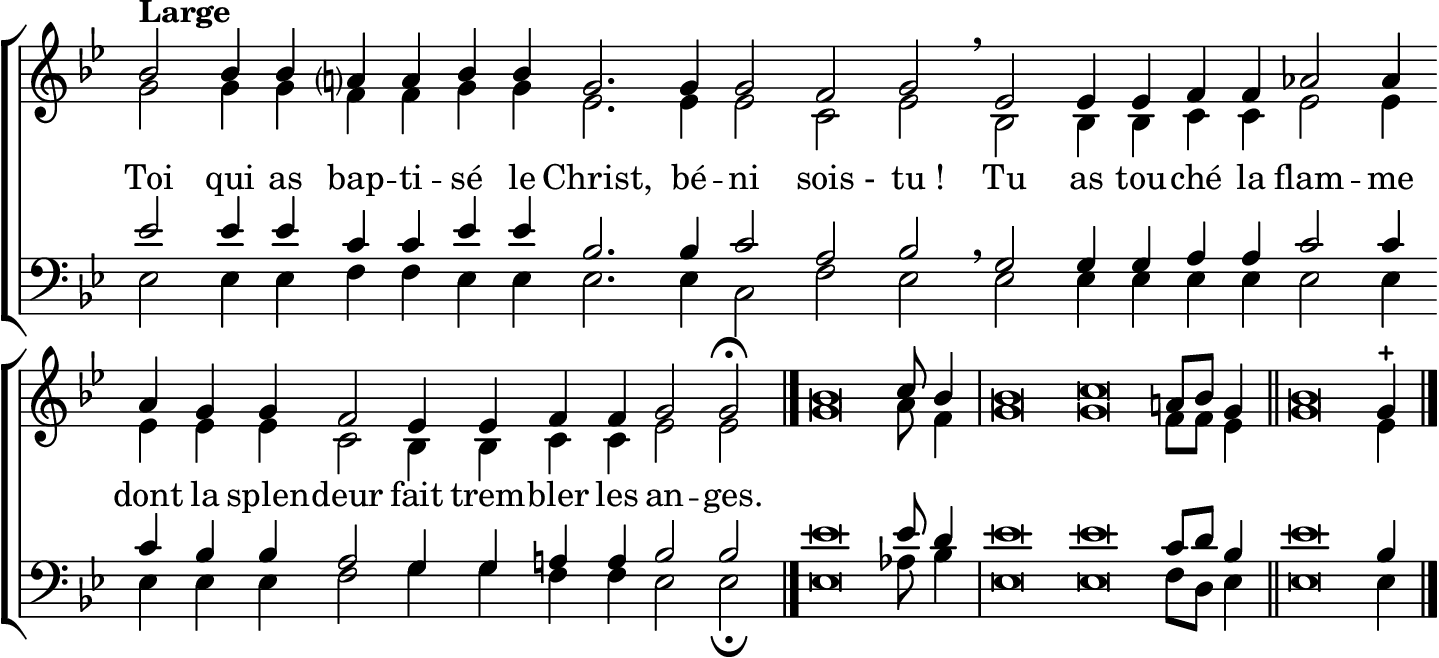 Large
Toi qui as bap -- ti -- sé le Christ, bé -- ni sois - tu ! Tu as touché la flam -- me
dont la splendeur fait trembler les an -- ges.